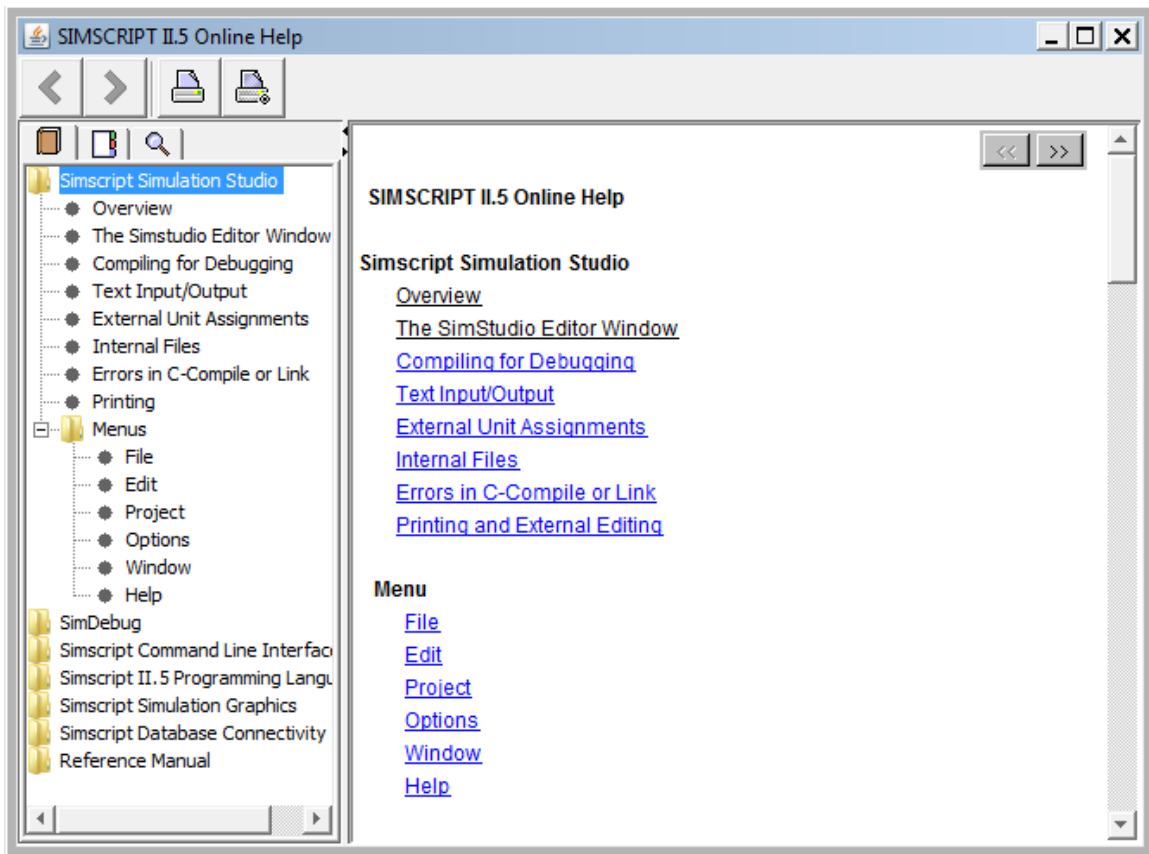 SIMSCRIPT II.5 Online Help
Simscript Simulation Studio
Overview
The Simstudio Editor Window
Compiling for Debugging
Text Input/Output
External Unit Assignments
Internal Files
Errors in C-Compile or Link
Printing
Menus
File
Edit
Project
Options
Window
Help
SimDebug
Simscript Command Line Interfac
Simscript II.5 Programming Langu
Simscript Simulation Graphics
Simscript Database Connectivity
Reference Manual
<< >>
SIMSCRIPT II.5 Online Help
Simscript Simulation Studio
Overview
The SimStudio Editor Window
Compiling for Debugging
Text Input/Output
External Unit Assignments
Internal Files
Errors in C-Compile or Link
Printing and External Editing
Menu
File
Edit
Project
Options
Window
Help